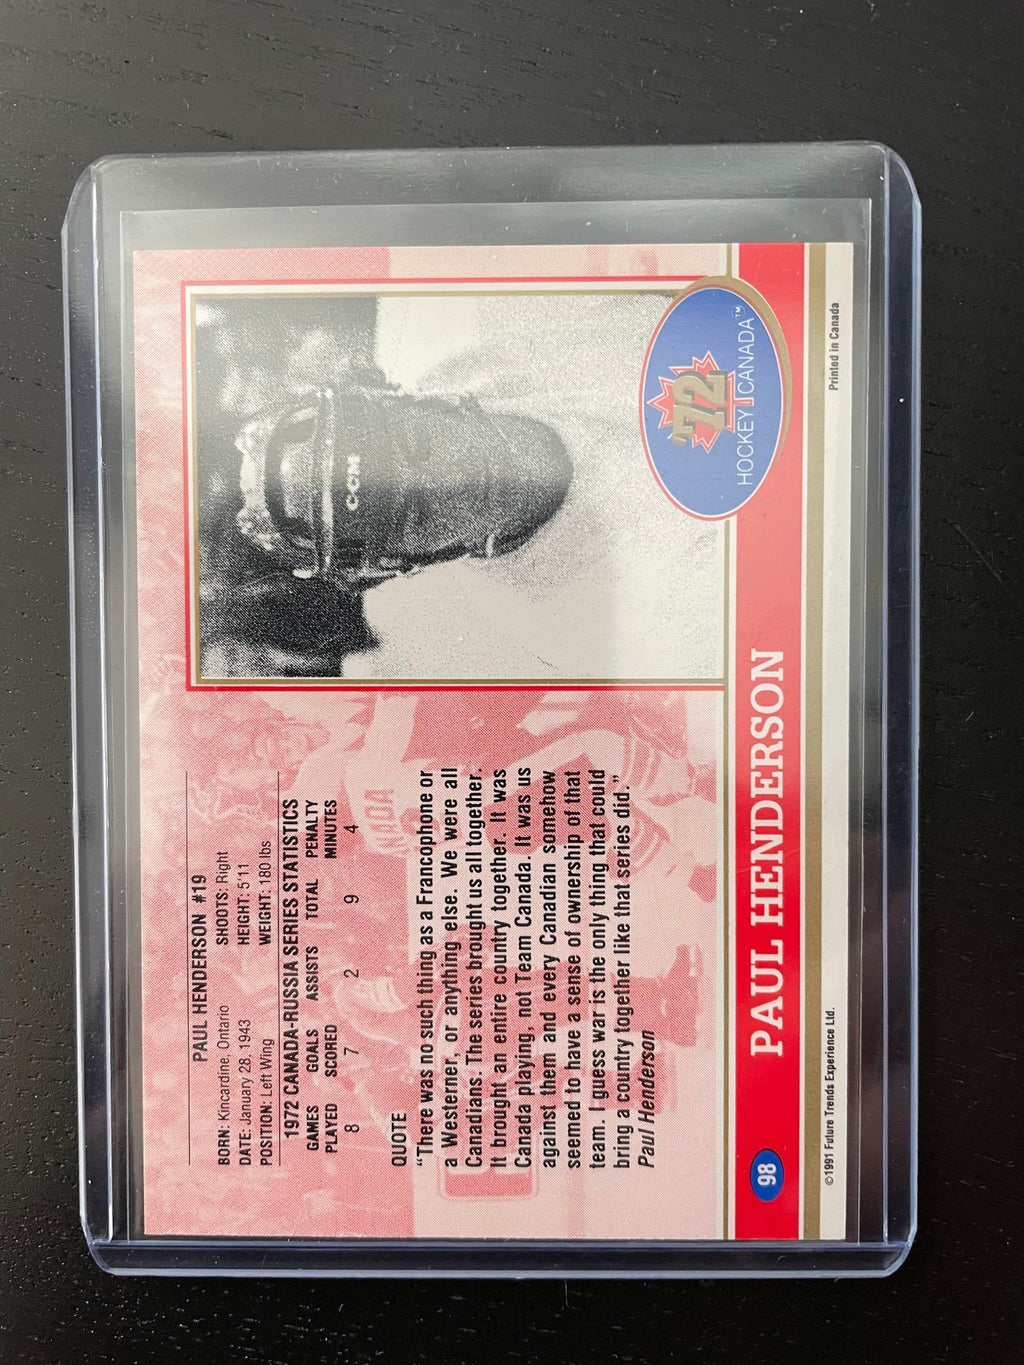 PAUL HENDERSON #19
BORN: Kincardine, Ontario SHOOTS: Right
DATE: January 28, 1943 HEIGHT: 5'11
POSITION: Left Wing WEIGHT: 180 lbs
1972 CANADA-RUSSIA SERIES STATISTICS
GAMES GOALS ASSISTS TOTAL PENALTY
PLAYED SCORED MINUTES
8 7 2 9 4
QUOTE
“There was no such thing as a Francophone or
a Westerner, or anything else. We were all
Canadians. The series brought us all together.
It brought an entire country together. It was
Canada playing, not Team Canada. It was us
against them and every Canadian somehow
seemed to have a sense of ownership of that
team. I guess war is the only thing that could
bring a country together like that series did.”
Paul Henderson
CCM
NADA
'72
HOCKEY CANADA™
98 PAUL HENDERSON
©1991 Future Trends Experience Ltd. Printed in Canada